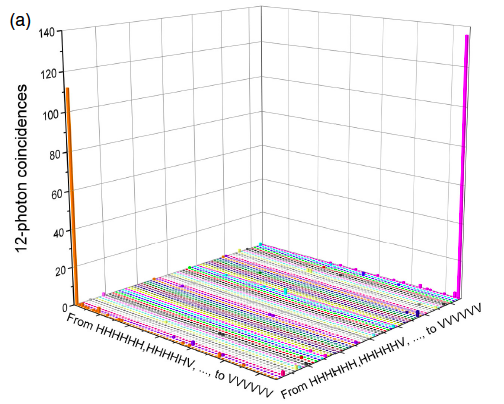 (a)
12-photon coincidences
140
120
100
80
60
40
20
0
From HHHHHH,HHHHHV, ..., to VVVVVV
From HHHHHH,HHHHHV, ..., to VVVVVV